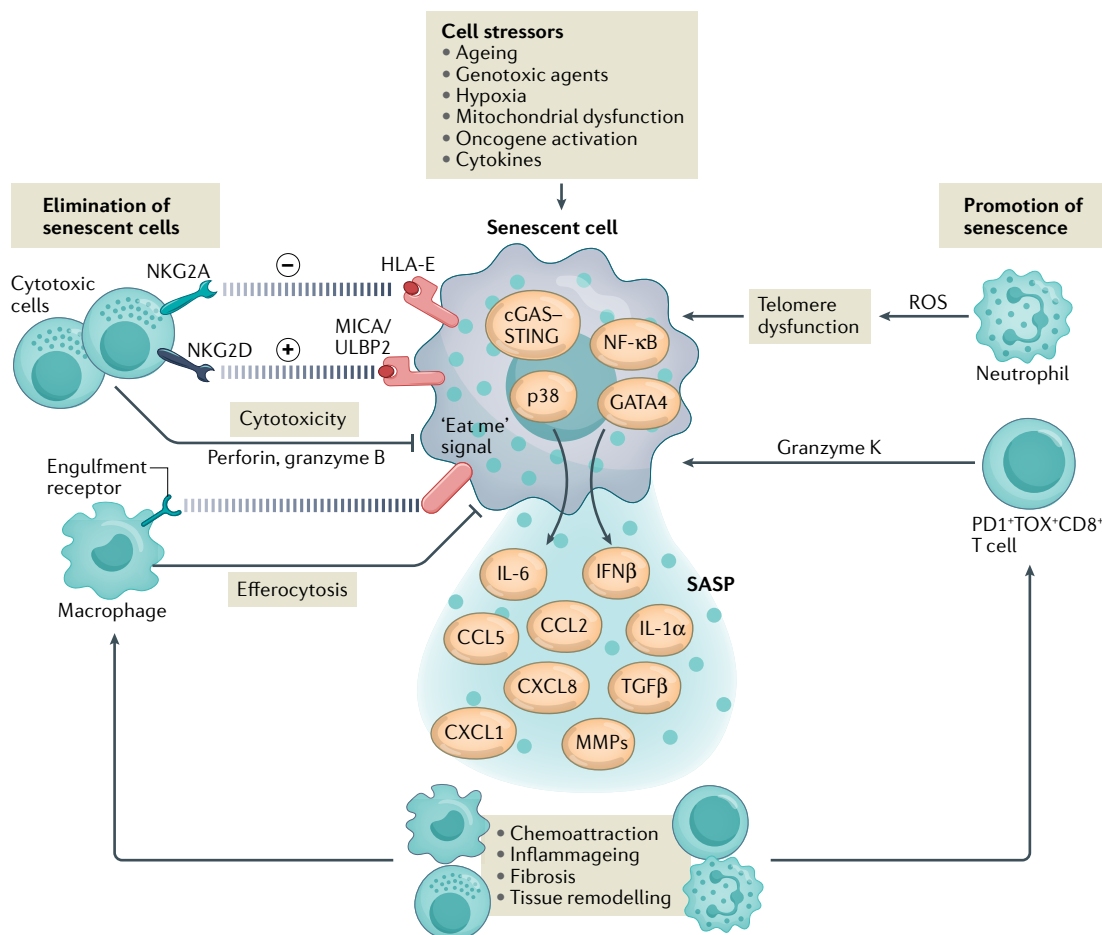 Cell stressors
• Ageing
• Genotoxic agents
• Hypoxia
• Mitochondrial dysfunction
• Oncogene activation
• Cytokines
Elimination of
senescent cells
Senescent cell
Promotion of
senescence
NKG2A
−
HLA-E
Cytotoxic
cells
MICA/
ULBP2
NKG2D
+
cGAS–
STING
NF-κB
p38
GATA4
Telomere
dysfunction
ROS
Neutrophil
Cytotoxicity
Perforin, granzyme B
'Eat me'
signal
Granzyme K
Engulfment
receptor
PD1⁺TOX⁺CD8⁺
T cell
Macrophage
Efferocytosis
IL-6
IFNβ
SASP
CCL5
CCL2
IL-1α
CXCL8
TGFβ
CXCL1
MMPs
• Chemoattraction
• Inflammageing
• Fibrosis
• Tissue remodelling